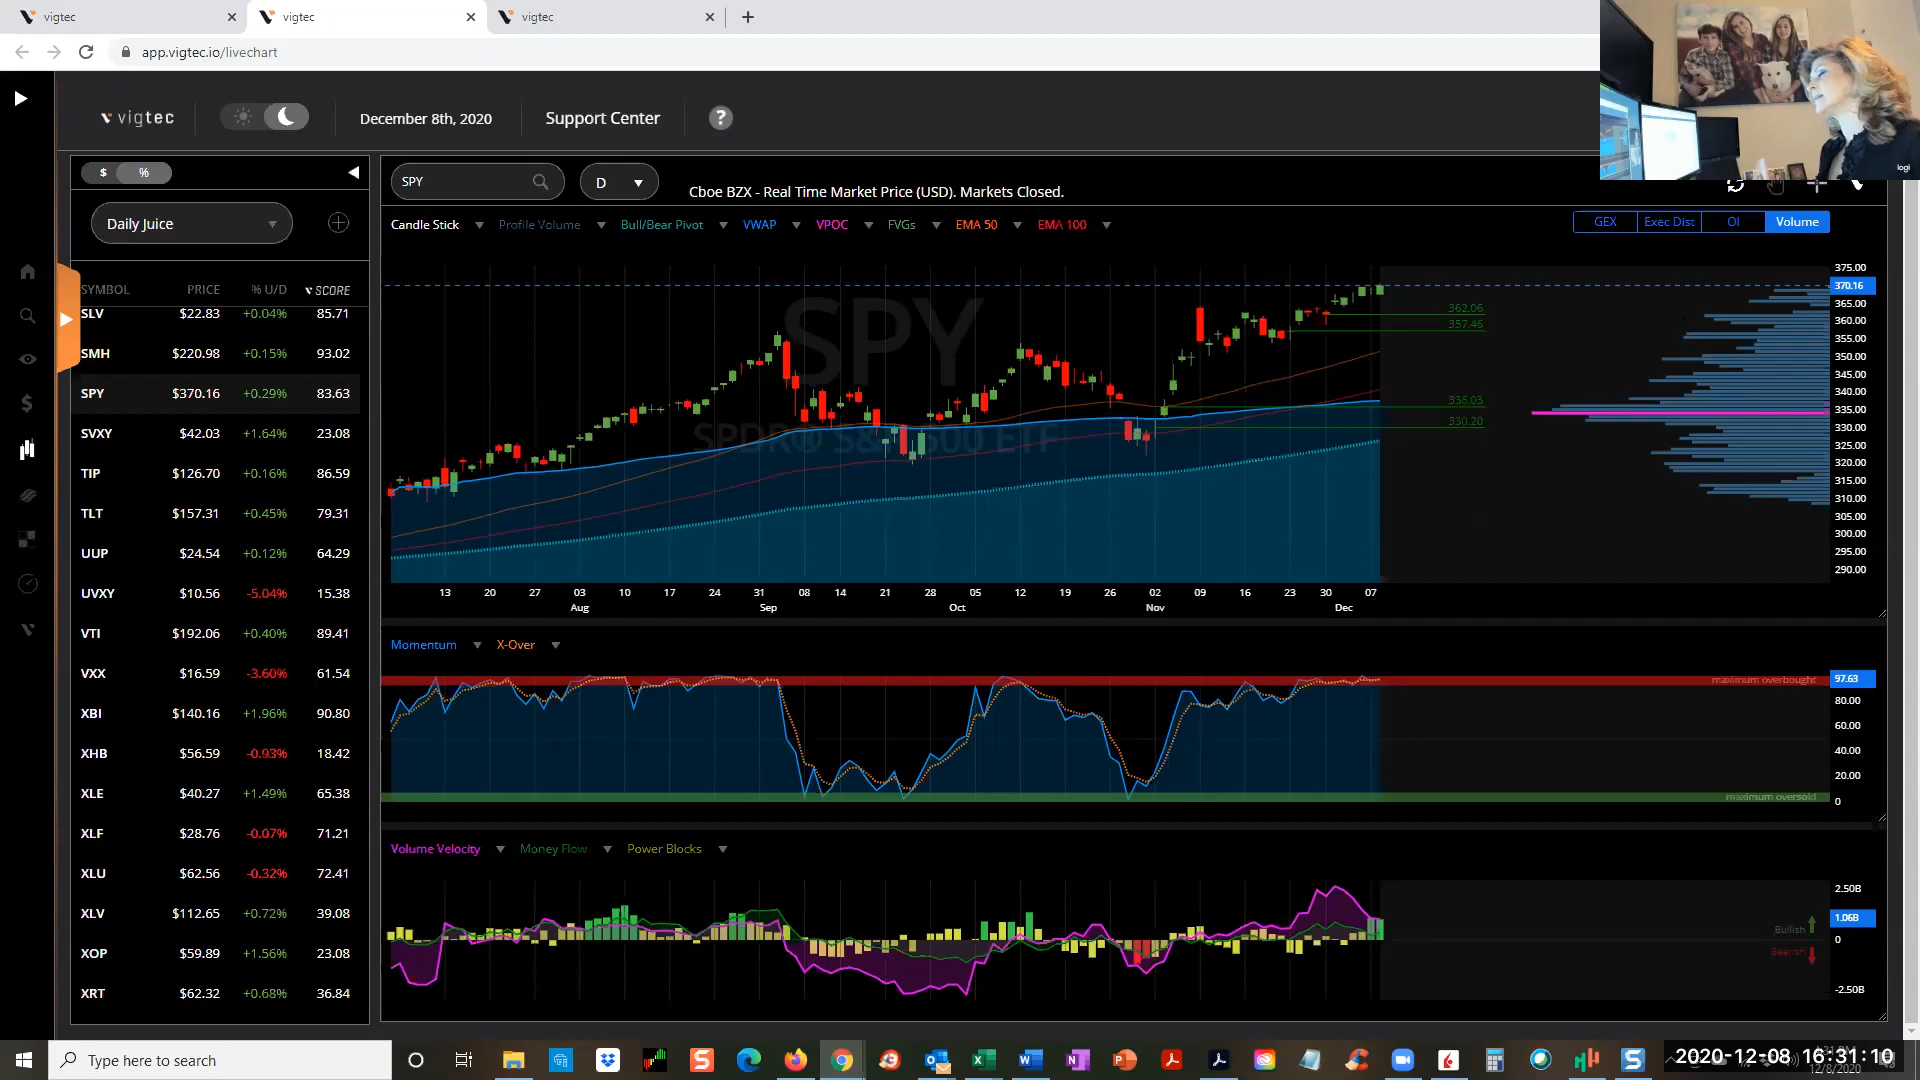 vigtec
vigtec
vigtec
app.vigtec.io/livechart
vigtec
December 8th, 2020
Support Center
?
logi
$ %
SPY
D
Cboe BZX - Real Time Market Price (USD). Markets Closed.
Daily Juice
Candle Stick Profile Volume Bull/Bear Pivot VWAP VPOC FVGs EMA 50 EMA 100
GEX Exec Dist OI Volume
SYMBOL PRICE % U/D SCORE
SLV $22.83 +0.04% 85.71
SMH $220.98 +0.15% 93.02
SPY $370.16 +0.29% 83.63
SVXY $42.03 +1.64% 23.08
TIP $126.70 +0.16% 86.59
TLT $157.31 +0.45% 79.31
UUP $24.54 +0.12% 64.29
UVXY $10.56 -5.04% 15.38
VTI $192.06 +0.40% 89.41
VXX $16.59 -3.60% 61.54
XBI $140.16 +1.96% 90.80
XHB $56.59 -0.93% 18.42
XLE $40.27 +1.49% 65.38
XLF $28.76 -0.07% 71.21
XLU $62.56 -0.32% 72.41
XLV $112.65 +0.72% 39.08
XOP $59.89 +1.56% 23.08
XRT $62.32 +0.68% 36.84
SPY
SPDR® S&P 500 ETF
362.06
357.46
336.03
330.20
375.00
370.16
365.00
360.00
355.00
350.00
345.00
340.00
335.00
330.00
325.00
320.00
315.00
310.00
305.00
300.00
295.00
290.00
13 20 27 10 17 24 31 08 14 21 28 05 12 19 26 02 09 16 23 30 07
Aug Sep Oct Nov Dec
Momentum X-Over
maximum overbought
97.63
80.00
60.00
40.00
20.00
maximum oversold
0
Volume Velocity Money Flow Power Blocks
2.50B
1.06B
Bullish
0
Bearish
-2.50B
Type here to search
2020-12-08 16:31:10
12/8/2020